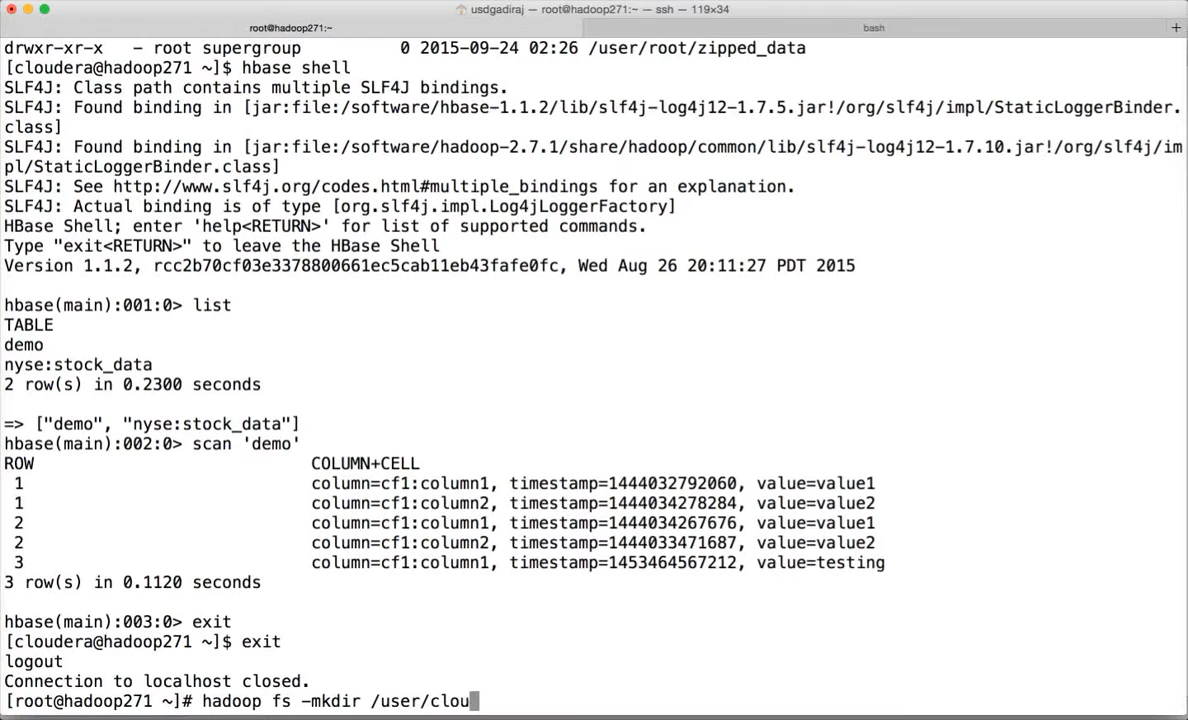 usdgadiraj — root@hadoop271:~ — ssh — 119x34
root@hadoop271:~ bash +
drwxr-xr-x   - root supergroup          0 2015-09-24 02:26 /user/root/zipped_data
[cloudera@hadoop271 ~]$ hbase shell
SLF4J: Class path contains multiple SLF4J bindings.
SLF4J: Found binding in [jar:file:/software/hbase-1.1.2/lib/slf4j-log4j12-1.7.5.jar!/org/slf4j/impl/StaticLoggerBinder.
class]
SLF4J: Found binding in [jar:file:/software/hadoop-2.7.1/share/hadoop/common/lib/slf4j-log4j12-1.7.10.jar!/org/slf4j/im
pl/StaticLoggerBinder.class]
SLF4J: See http://www.slf4j.org/codes.html#multiple_bindings for an explanation.
SLF4J: Actual binding is of type [org.slf4j.impl.Log4jLoggerFactory]
HBase Shell; enter 'help<RETURN>' for list of supported commands.
Type "exit<RETURN>" to leave the HBase Shell
Version 1.1.2, rcc2b70cf03e3378800661ec5cab11eb43fafe0fc, Wed Aug 26 20:11:27 PDT 2015
hbase(main):001:0> list
TABLE
demo
nyse:stock_data
2 row(s) in 0.2300 seconds
=> ["demo", "nyse:stock_data"]
hbase(main):002:0> scan 'demo'
ROW                            COLUMN+CELL
 1                             column=cf1:column1, timestamp=1444032792060, value=value1
 1                             column=cf1:column2, timestamp=1444034278284, value=value2
 2                             column=cf1:column1, timestamp=1444034267676, value=value1
 2                             column=cf1:column2, timestamp=1444033471687, value=value2
 3                             column=cf1:column1, timestamp=1453464567212, value=testing
3 row(s) in 0.1120 seconds
hbase(main):003:0> exit
[cloudera@hadoop271 ~]$ exit
logout
Connection to localhost closed.
[root@hadoop271 ~]# hadoop fs -mkdir /user/clou